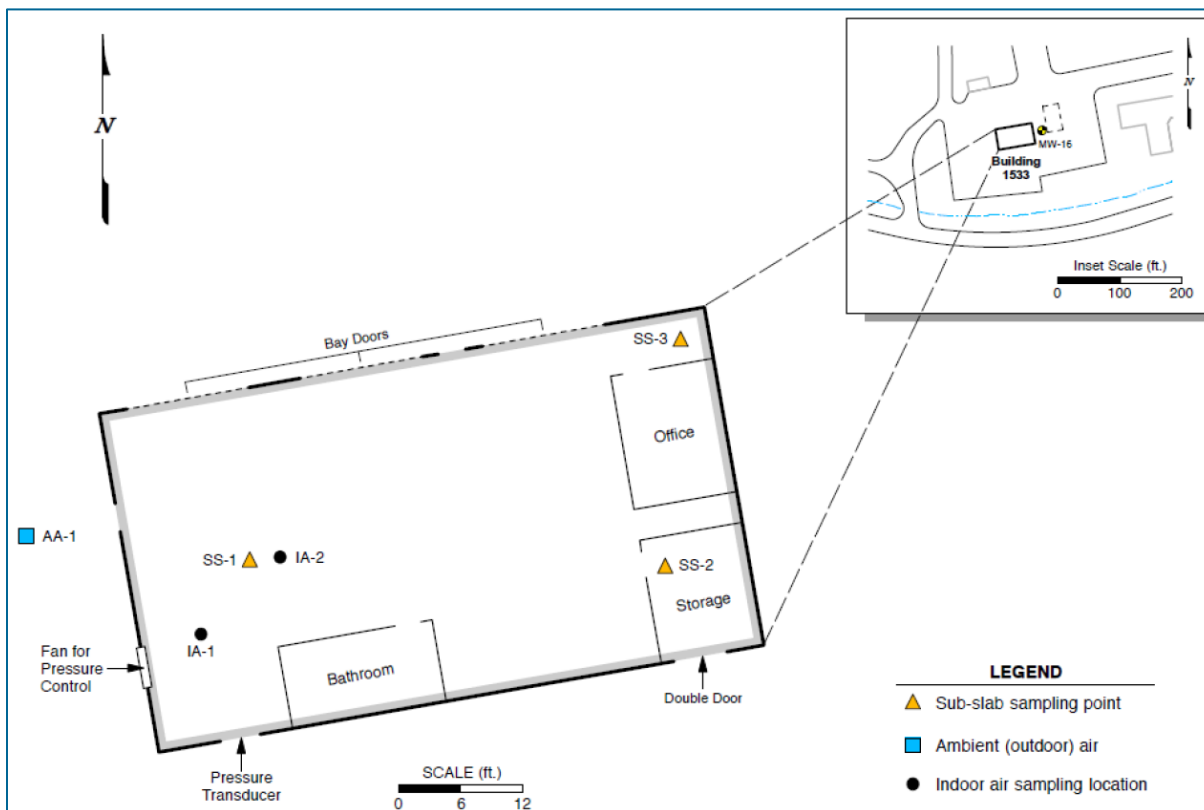 N
N
MW-16
Building
1533
Inset Scale (ft.)
0 100 200
Bay Doors
SS-3
Office
AA-1
SS-1
IA-2
SS-2
Storage
IA-1
Fan for
Pressure
Control
Bathroom
Double Door
Pressure
Transducer
SCALE (ft.)
0 6 12
LEGEND
Sub-slab sampling point
Ambient (outdoor) air
Indoor air sampling location